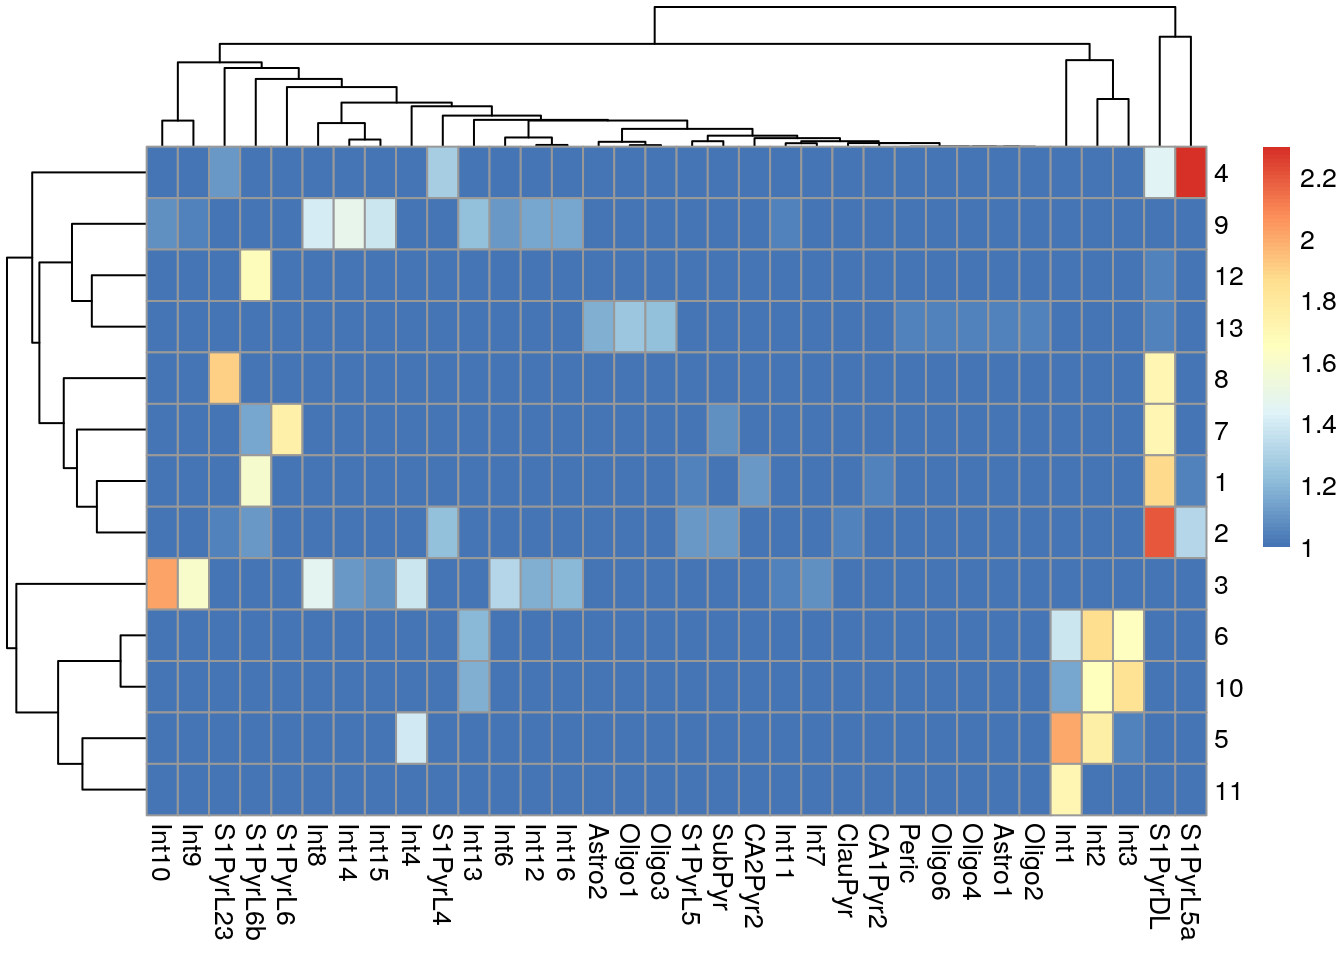 4
9
12
13
8
7
1
2
3
6
10
5
11
2.2
2
1.8
1.6
1.4
1.2
1
Int10
Int9
S1PyrL23
S1PyrL6b
S1PyrL6
Int8
Int14
Int15
Int4
S1PyrL4
Int13
Int6
Int12
Int16
Astro2
Oligo1
Oligo3
S1PyrL5
SubPyr
CA2Pyr2
Int11
Int7
ClauPyr
CA1Pyr2
Peric
Oligo6
Oligo4
Astro1
Oligo2
Int1
Int2
Int3
S1PyrDL
S1PyrL5a